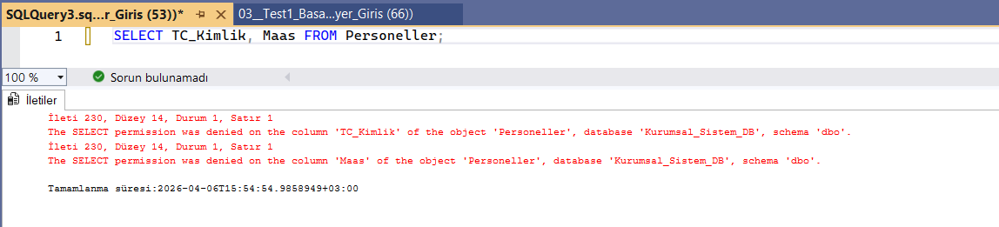 SQLQuery3.sq...r_Giris (53))* 03__Test1_Basa...yer_Giris (66))
1 SELECT TC_Kimlik, Maas FROM Personeller;
100 % Sorun bulunamadı
İletiler
İleti 230, Düzey 14, Durum 1, Satır 1
The SELECT permission was denied on the column 'TC_Kimlik' of the object 'Personeller', database 'Kurumsal_Sistem_DB', schema 'dbo'.
İleti 230, Düzey 14, Durum 1, Satır 1
The SELECT permission was denied on the column 'Maas' of the object 'Personeller', database 'Kurumsal_Sistem_DB', schema 'dbo'.
Tamamlanma süresi:2026-04-06T15:54:54.9858949+03:00